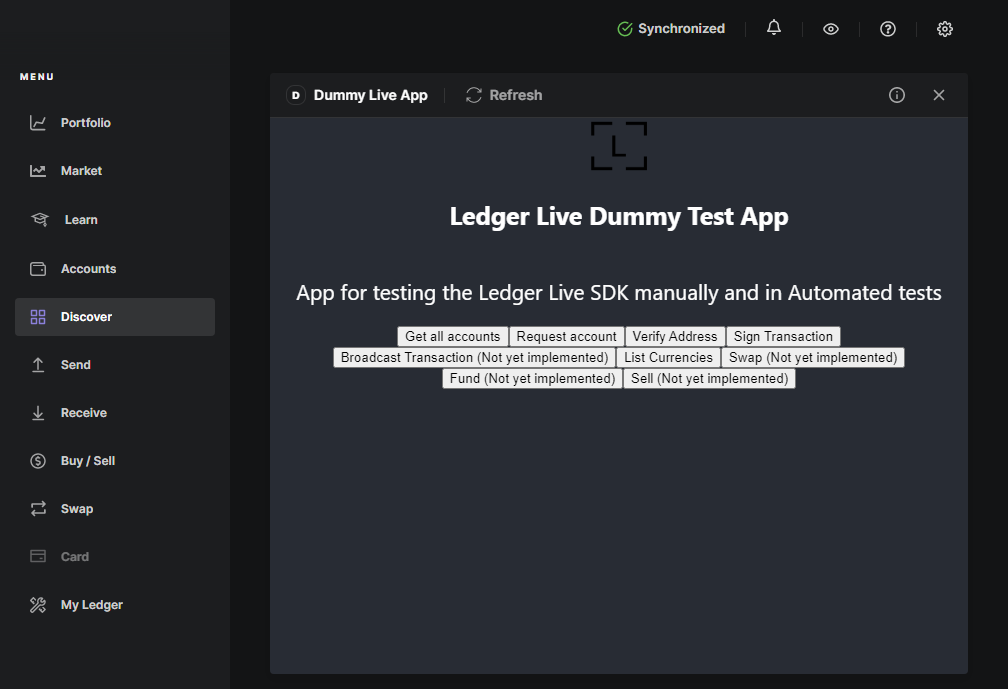 Synchronized
MENU
Portfolio
Market
Learn
Accounts
Discover
Send
Receive
Buy / Sell
Swap
Card
My Ledger
D Dummy Live App Refresh
L
Ledger Live Dummy Test App
App for testing the Ledger Live SDK manually and in Automated tests
Get all accounts Request account Verify Address Sign Transaction
Broadcast Transaction (Not yet implemented) List Currencies Swap (Not yet implemented)
Fund (Not yet implemented) Sell (Not yet implemented)